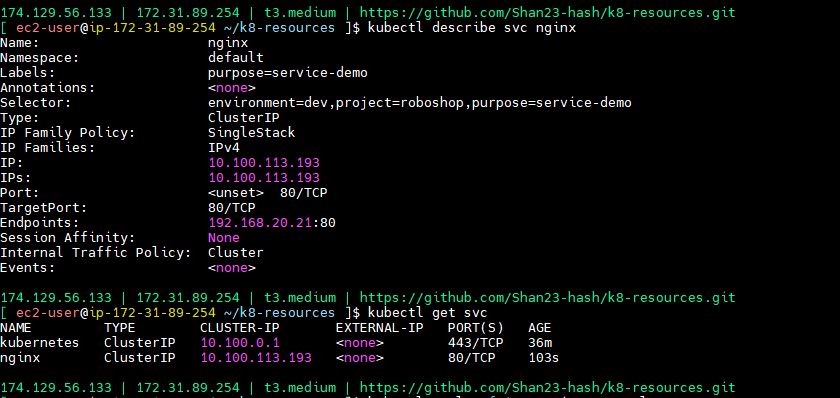 174.129.56.133 | 172.31.89.254 | t3.medium | https://github.com/Shan23-hash/k8-resources.git
[ ec2-user@ip-172-31-89-254 ~/k8-resources ]$ kubectl describe svc nginx
Name:                     nginx
Namespace:                default
Labels:                   purpose=service-demo
Annotations:              <none>
Selector:                 environment=dev,project=roboshop,purpose=service-demo
Type:                     ClusterIP
IP Family Policy:         SingleStack
IP Families:              IPv4
IP:                       10.100.113.193
IPs:                      10.100.113.193
Port:                     <unset>  80/TCP
TargetPort:               80/TCP
Endpoints:                192.168.20.21:80
Session Affinity:         None
Internal Traffic Policy:  Cluster
Events:                   <none>
174.129.56.133 | 172.31.89.254 | t3.medium | https://github.com/Shan23-hash/k8-resources.git
[ ec2-user@ip-172-31-89-254 ~/k8-resources ]$ kubectl get svc
NAME         TYPE        CLUSTER-IP       EXTERNAL-IP   PORT(S)   AGE
kubernetes   ClusterIP   10.100.0.1       <none>        443/TCP   36m
nginx        ClusterIP   10.100.113.193   <none>        80/TCP    103s
174.129.56.133 | 172.31.89.254 | t3.medium | https://github.com/Shan23-hash/k8-resources.git